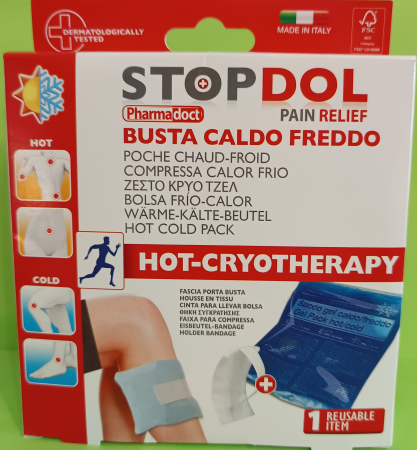 DERMATOLOGICALLY
TESTED
MADE IN ITALY
FSC
STOPDOL
Pharmadoct
PAIN RELIEF
BUSTA CALDO FREDDO
POCHE CHAUD-FROID
COMPRESSA CALOR FRIO
ΖΕΣΤΟ ΚΡΥΟ ΤΖΕΛ
BOLSA FRÍO-CALOR
WÄRME-KÄLTE-BEUTEL
HOT COLD PACK
HOT
COLD
HOT-CRYOTHERAPY
FASCIA PORTA BUSTA
HOUSSE EN TISSU
CINTA PARA LLEVAR BOLSA
ΘΗΚΗ ΣΥΓΚΡΑΤΗΣΗΣ
FAIXA PARA COMPRESSA
EISBEUTEL-BANDAGE
HOLDER BANDAGE
Sacco gel caldo/freddo
Gel Pack hot cold
1 REUSABLE
ITEM